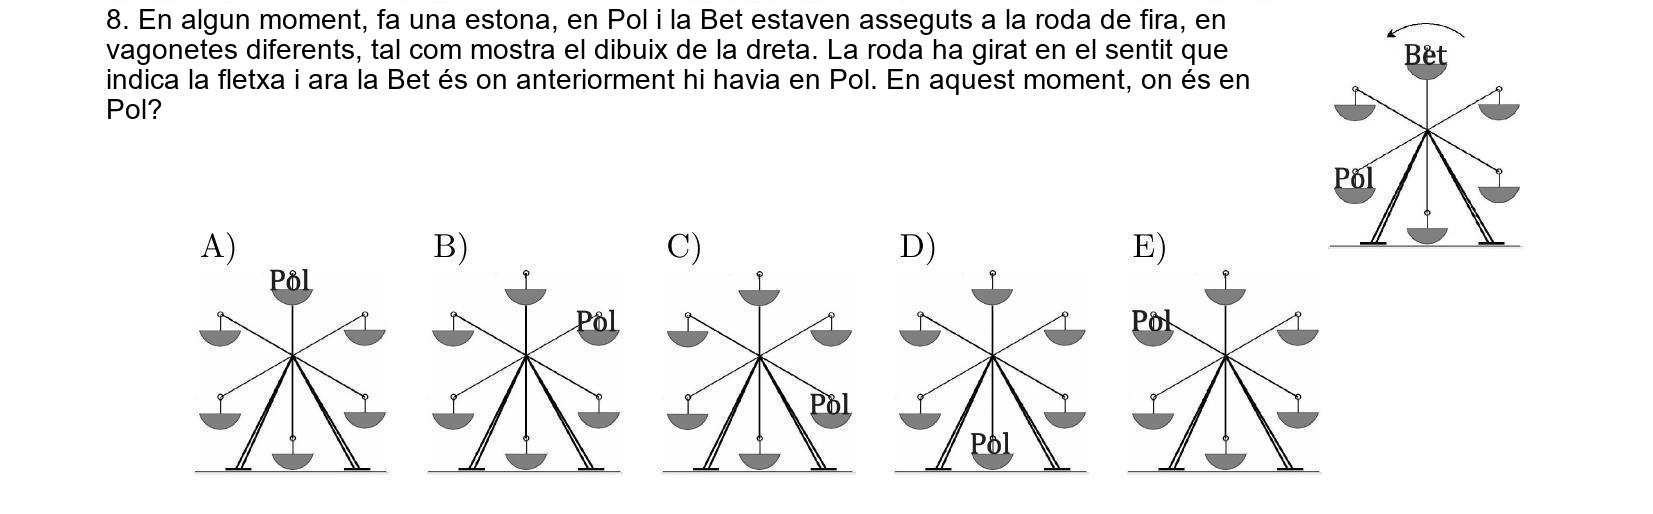 8. En algun moment, fa una estona, en Pol i la Bet estaven asseguts a la roda de fira, en
vagonetes diferents, tal com mostra el dibuix de la dreta. La roda ha girat en el sentit que
indica la fletxa i ara la Bet és on anteriorment hi havia en Pol. En aquest moment, on és en
Pol?
Bet
Pol
A)
B)
C)
D)
E)
Pol
Pol
Pol
Pol
Pol